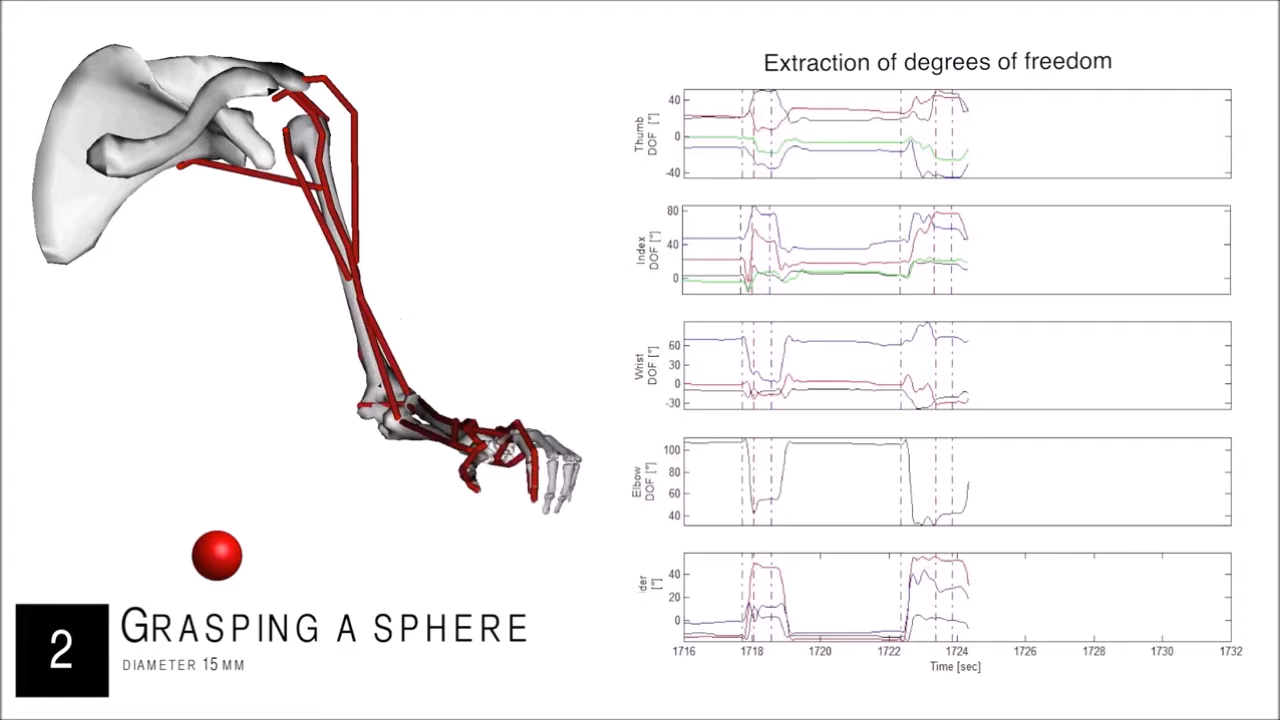 Extraction of degrees of freedom
Thumb
DOF [°]
40
0
-40
Index
DOF [°]
80
40
0
Wrist
DOF [°]
60
30
0
-30
Elbow
DOF [°]
100
80
60
40
der
[°]
40
20
0
1716 1718 1720 1722 1724 1726 1728 1730 1732
Time [sec]
2
GRASPING A SPHERE
DIAMETER 15 MM